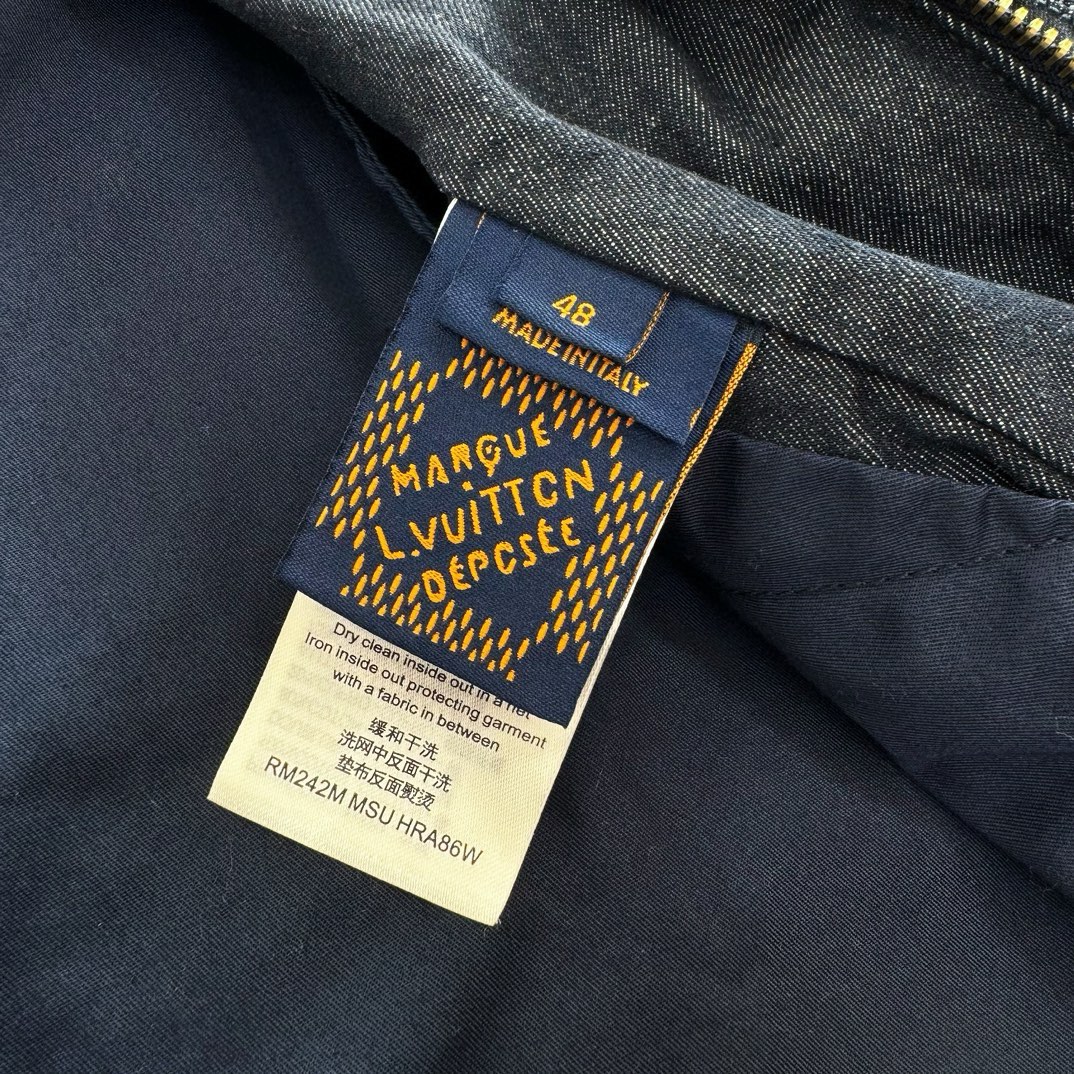 48
MADE IN ITALY
MARQUE
L.VUITTON
DÉPOSÉE
Dry clean inside out in a net
Iron inside out protecting garment
with a fabric in between
缓和干洗
洗网中反面干洗
垫布反面熨烫
RM242M MSU HRA86W